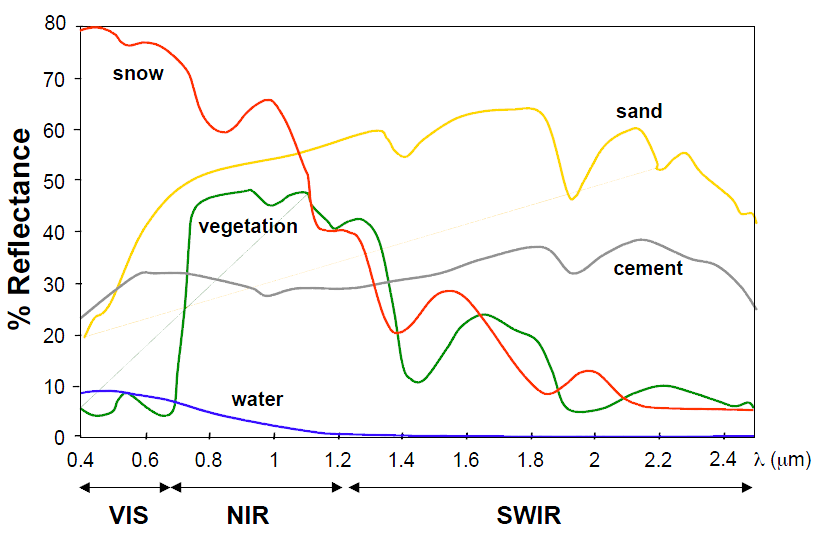 % Reflectance
80
70
60
50
40
30
20
10
0
snow
sand
vegetation
cement
water
0.4 0.6 0.8 1 1.2 1.4 1.6 1.8 2 2.2 2.4 λ (μm)
VIS NIR SWIR